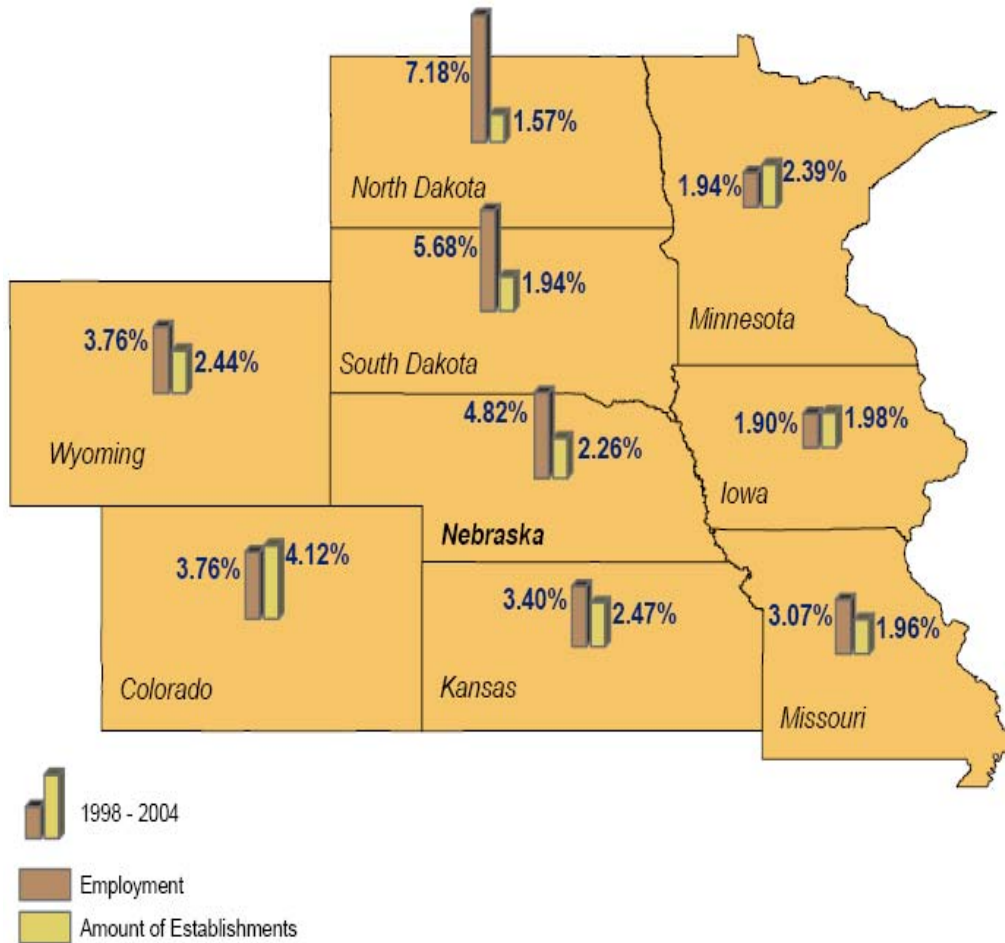 7.18%
1.57%
North Dakota
1.94%
2.39%
Minnesota
5.68%
1.94%
South Dakota
3.76%
2.44%
Wyoming
4.82%
2.26%
Nebraska
1.90%
1.98%
Iowa
3.76%
4.12%
Colorado
3.40%
2.47%
Kansas
3.07%
1.96%
Missouri
1998 - 2004
Employment
Amount of Establishments